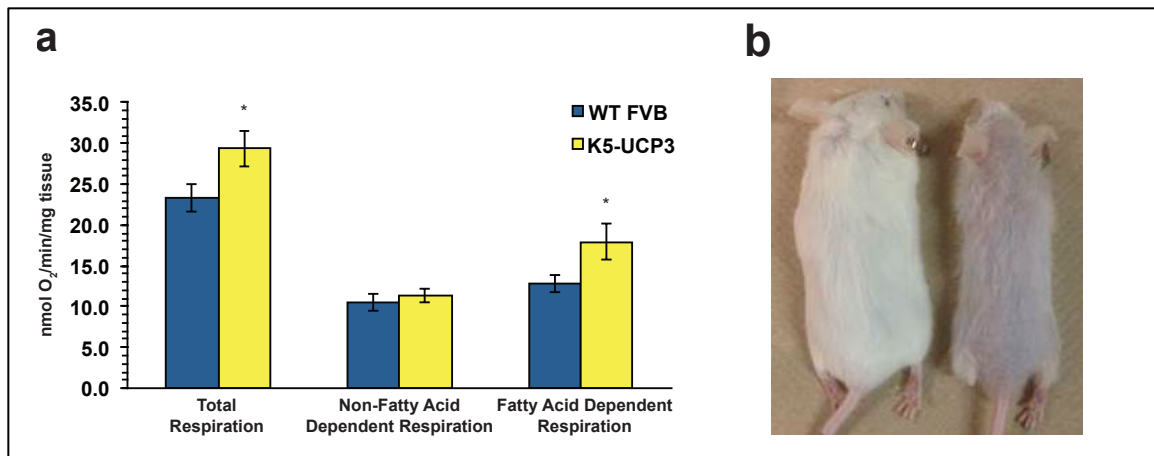 a
b
35.0
30.0
25.0
20.0
15.0
10.0
5.0
0.0
nmol O₂/min/mg tissue
*
*
WT FVB
K5-UCP3
Total
Respiration
Non-Fatty Acid
Dependent Respiration
Fatty Acid Dependent
Respiration